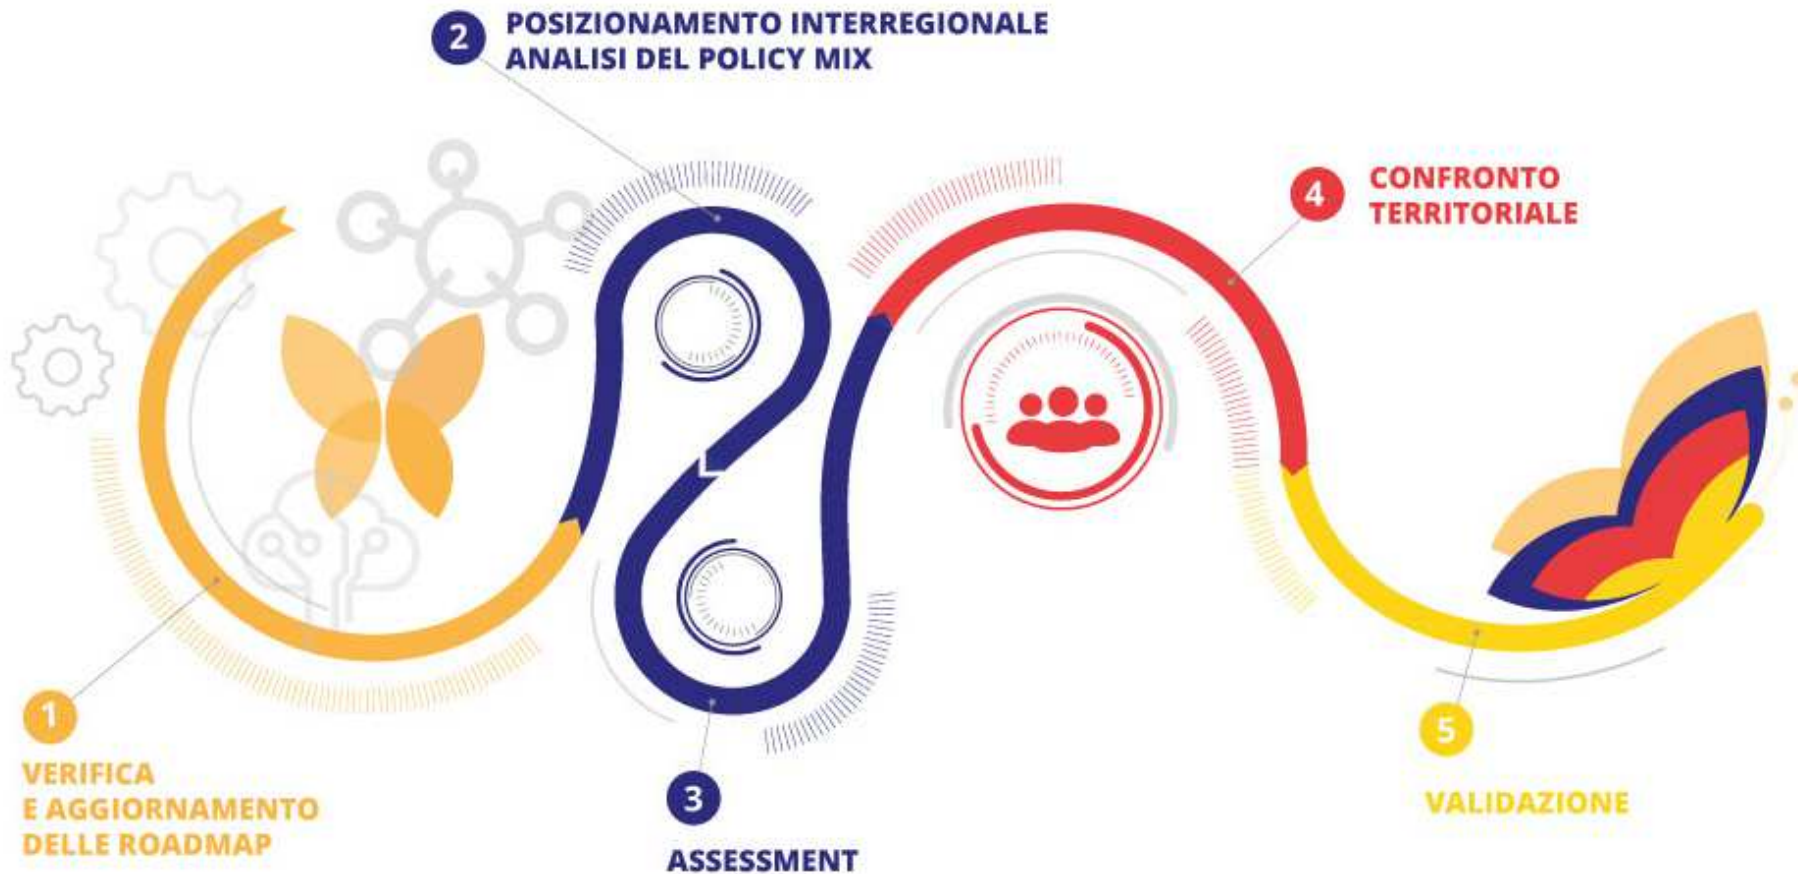 1
VERIFICA
E AGGIORNAMENTO
DELLE ROADMAP
2
POSIZIONAMENTO INTERREGIONALE
ANALISI DEL POLICY MIX
3
ASSESSMENT
4
CONFRONTO
TERRITORIALE
5
VALIDAZIONE